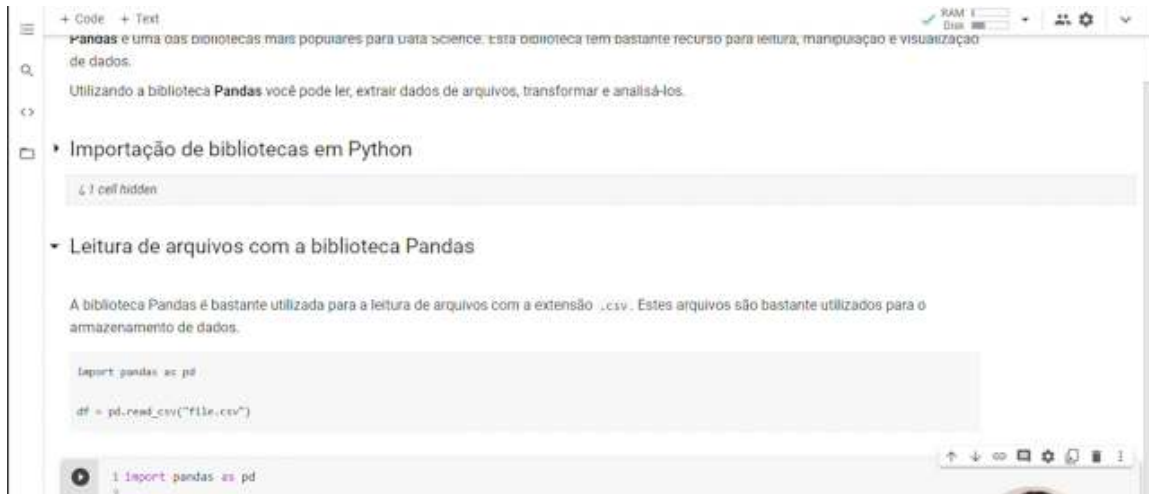 + Code + Text
RAM
Disk
Pandas é uma das bibliotecas mais populares para Data Science. Esta biblioteca tem bastante recurso para leitura, manipulação e visualização
de dados.
Utilizando a biblioteca Pandas você pode ler, extrair dados de arquivos, transformar e analisá-los.
Importação de bibliotecas em Python
1 cell hidden
Leitura de arquivos com a biblioteca Pandas
A biblioteca Pandas é bastante utilizada para a leitura de arquivos com a extensão .csv. Estes arquivos são bastante utilizados para o
armazenamento de dados.
import pandas as pd
df = pd.read_csv("file.csv")
1 import pandas as pd
2